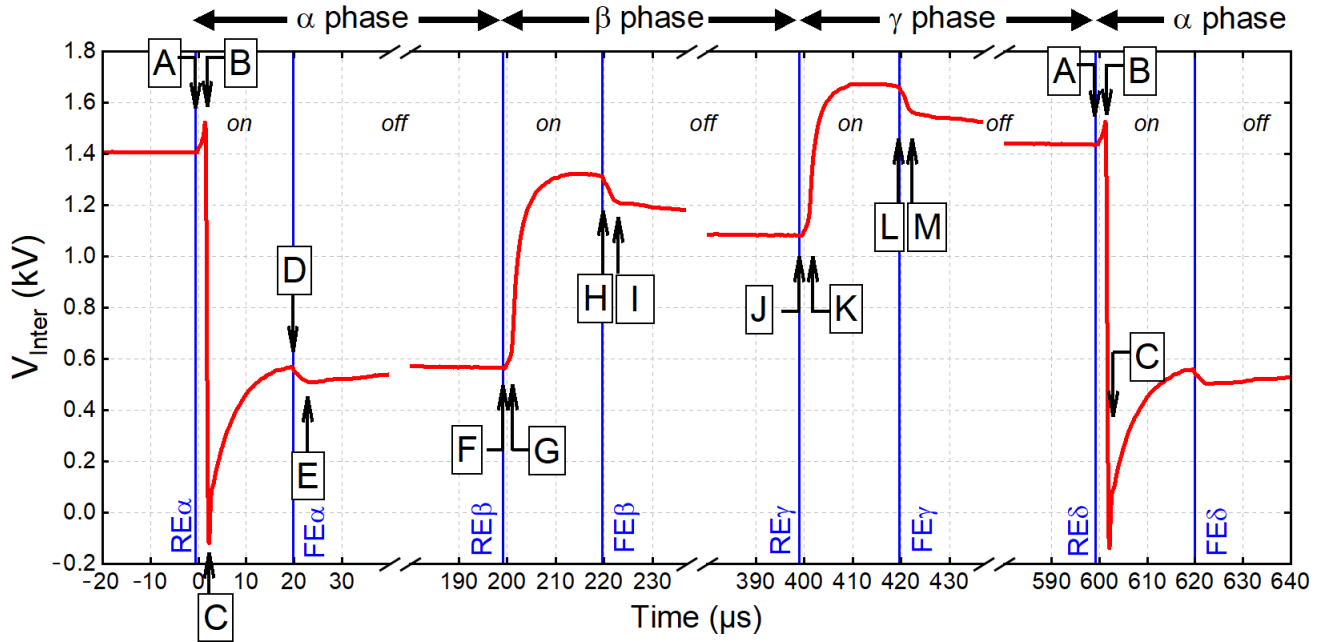 α phase β phase γ phase α phase
1.8
1.6
1.4
1.2
1.0
0.8
0.6
0.4
0.2
0.0
-0.2
V_Inter (kV)
A B A B
on off on off on off on off
D L M
H I J K C
F G
E
REα FEα REβ FEβ REγ FEγ REδ FEδ
-20 -10 0 10 20 30 190 200 210 220 230 390 400 410 420 430 590 600 610 620 630 640
C
Time (µs)